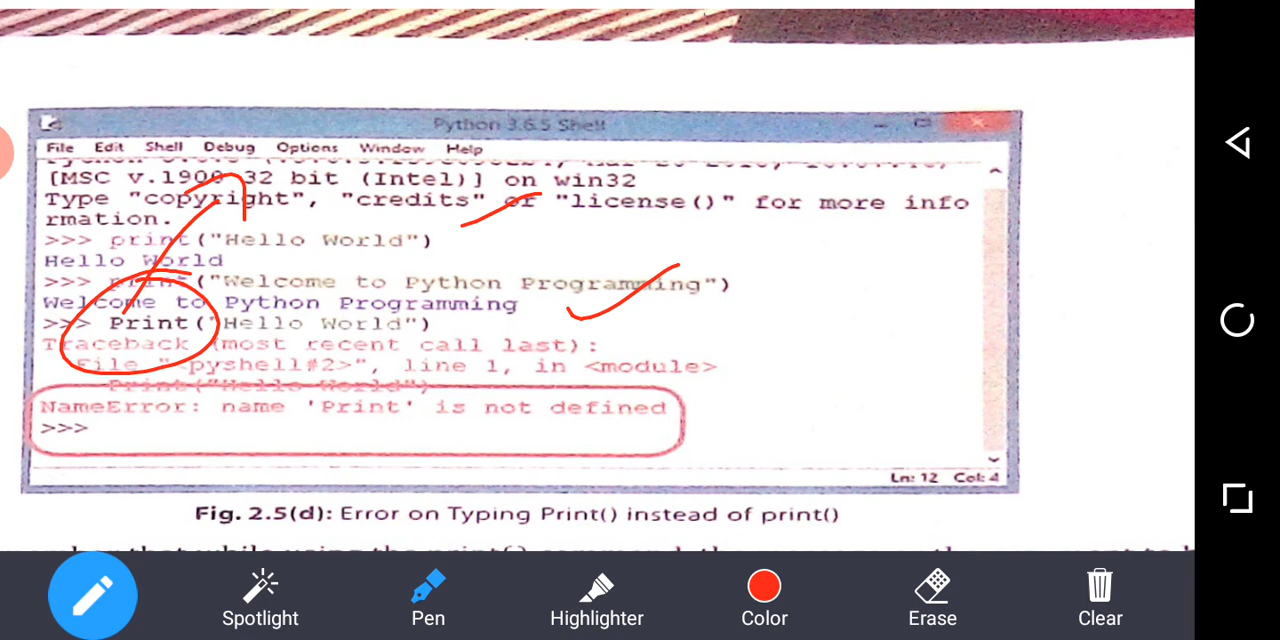 Python 3.6.5 Shell
File Edit Shell Debug Options Window Help
[MSC v.1900 32 bit (Intel)] on win32
Type "copyright", "credits" or "license()" for more info
rmation.
>>> print("Hello World")
Hello World
>>> print("Welcome to Python Programming")
Welcome to Python Programming
>>> Print("Hello World")
Traceback (most recent call last):
File "<pyshell#2>", line 1, in <module>
Print("Hello World")
NameError: name 'Print' is not defined
>>>
Ln: 12 Col: 4
Fig. 2.5(d): Error on Typing Print() instead of print()
Spotlight Pen Highlighter Color Erase Clear